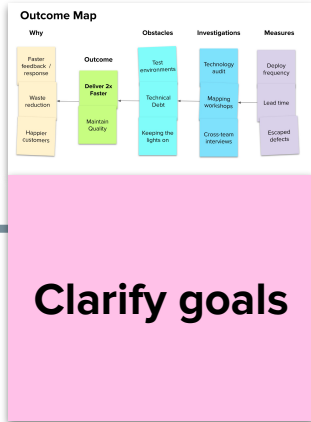 Outcome Map
Why
Faster
feedback /
response
Waste
reduction
Happier
customers
Outcome
Deliver 2x
Faster
Maintain
Quality
Obstacles
Test
environments
Technical
Debt
Keeping the
lights on
Investigations
Technology
audit
Mapping
workshops
Cross-team
interviews
Measures
Deploy
frequency
Lead time
Escaped
defects
Clarify goals